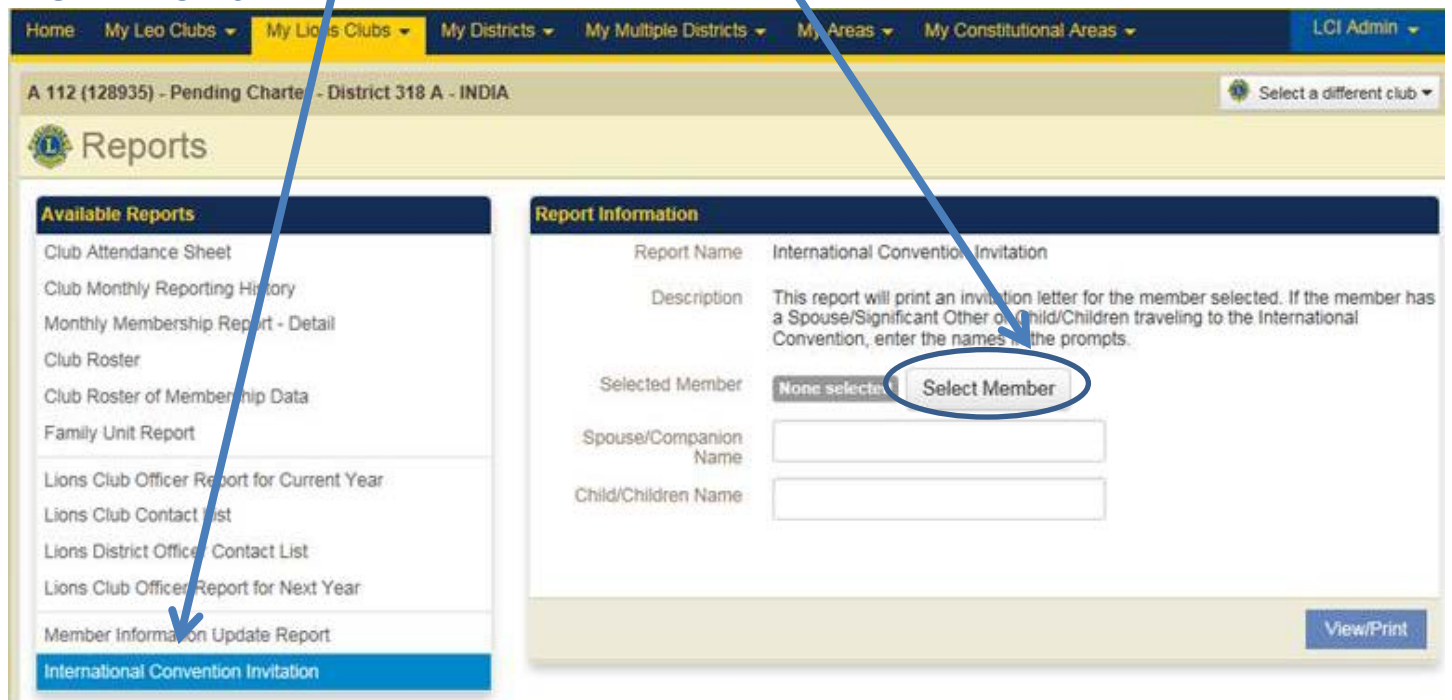 Home My Leo Clubs My Lions Clubs My Districts My Multiple Districts My Areas My Constitutional Areas LCI Admin
A 112 (128935) - Pending Charter - District 318 A - INDIA Select a different club
Reports
Available Reports
Club Attendance Sheet
Club Monthly Reporting History
Monthly Membership Report - Detail
Club Roster
Club Roster of Membership Data
Family Unit Report
Lions Club Officer Report for Current Year
Lions Club Contact List
Lions District Officer Contact List
Lions Club Officer Report for Next Year
Member Information Update Report
International Convention Invitation
Report Information
Report Name International Convention Invitation
Description This report will print an invitation letter for the member selected. If the member has
a Spouse/Significant Other or Child/Children traveling to the International
Convention, enter the names in the prompts.
Selected Member None selected Select Member
Spouse/Companion
Name
Child/Children Name
View/Print